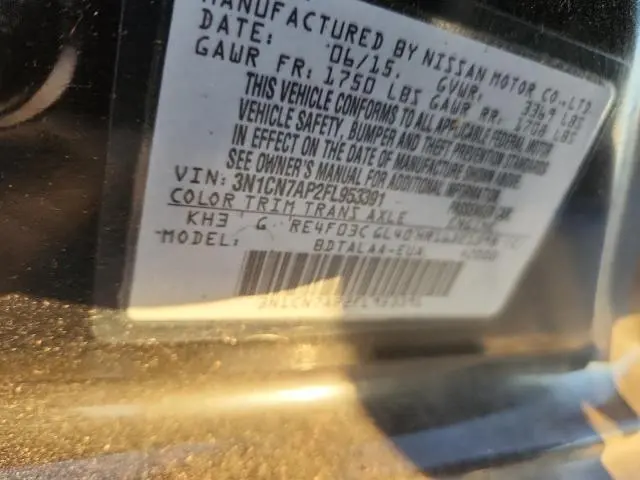 MANUFACTURED BY NISSAN MOTOR CO.,LTD
DATE: 06/15. GVWR: 3369 LBS
GAWR FR: 1750 LBS GAWR RR: 1708 LBS
THIS VEHICLE CONFORMS TO ALL APPLICABLE FEDERAL MOTOR
VEHICLE SAFETY, BUMPER AND THEFT PREVENTION STANDARDS
IN EFFECT ON THE DATE OF MANUFACTURE SHOWN ABOVE.
SEE OWNER'S MANUAL FOR ADDITIONAL INFORMATION.
VIN: 3N1CN7AP2FL953391 PASSENGER CAR
COLOR TRIM TRANS AXLE
KH3 G RE4F03C GL40
MODEL: BDTALAA-EUA